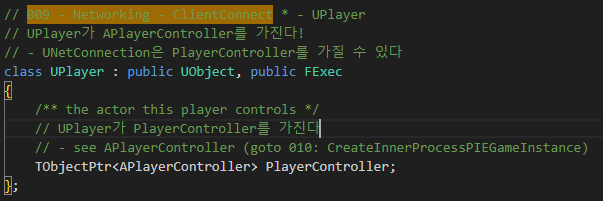 // 009 - Networking - ClientConnect * - UPlayer
// UPlayer가 APlayerController를 가진다!
// - UNetConnection은 PlayerController를 가질 수 있다
class UPlayer : public UObject, public FExec
{
/** the actor this player controls */
// UPlayer가 PlayerController를 가진다
// - see APlayerController (goto 010: CreateInnerProcessPIEGameInstance)
TObjectPtr<APlayerController> PlayerController;
};